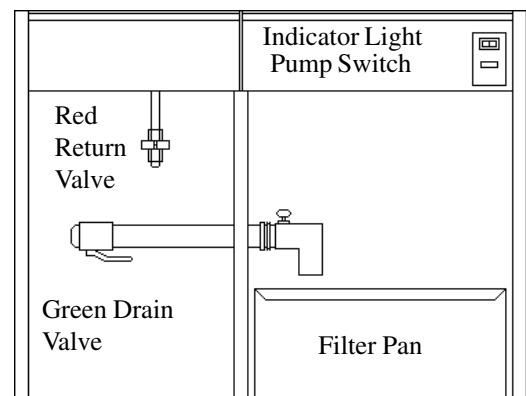 Indicator Light
Pump Switch
Red
Return
Valve
Green Drain
Valve
Filter Pan